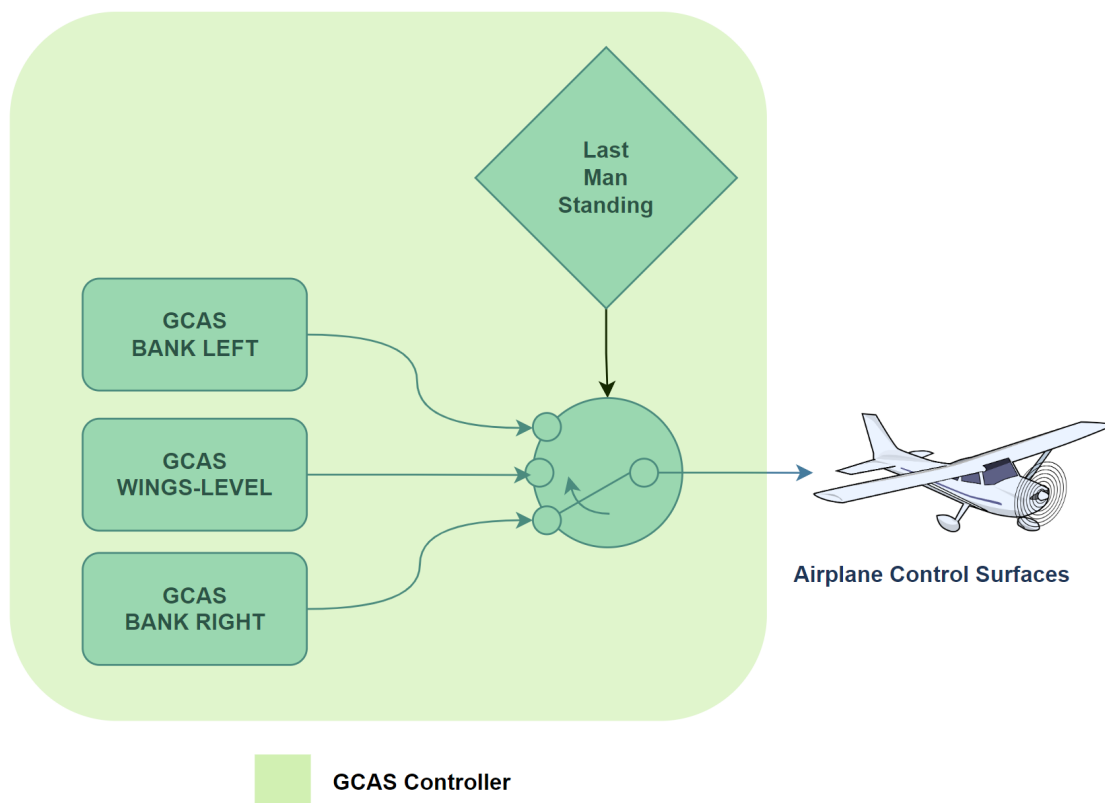 Last
Man
Standing
GCAS
BANK LEFT
GCAS
WINGS-LEVEL
GCAS
BANK RIGHT
Airplane Control Surfaces
GCAS Controller